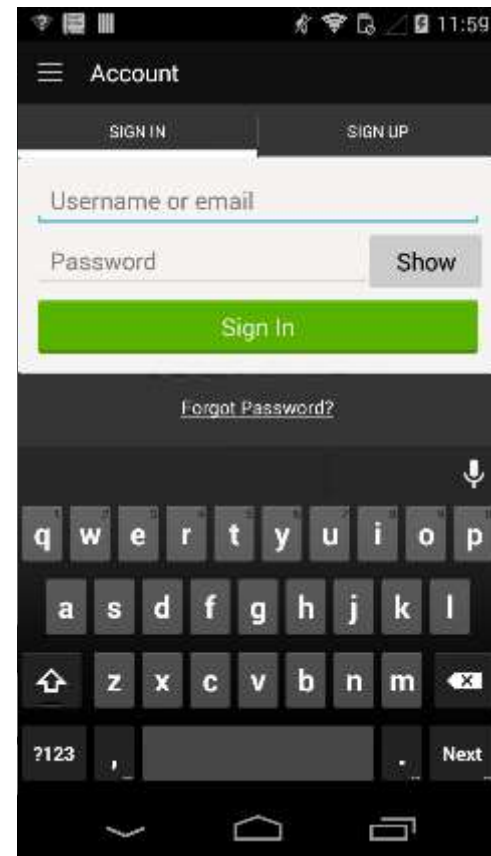 11:59
Account
SIGN IN SIGN UP
Username or email
Password Show
Sign In
Forgot Password?
q w e r t y u i o p
a s d f g h j k l
z x c v b n m
?123 , . Next